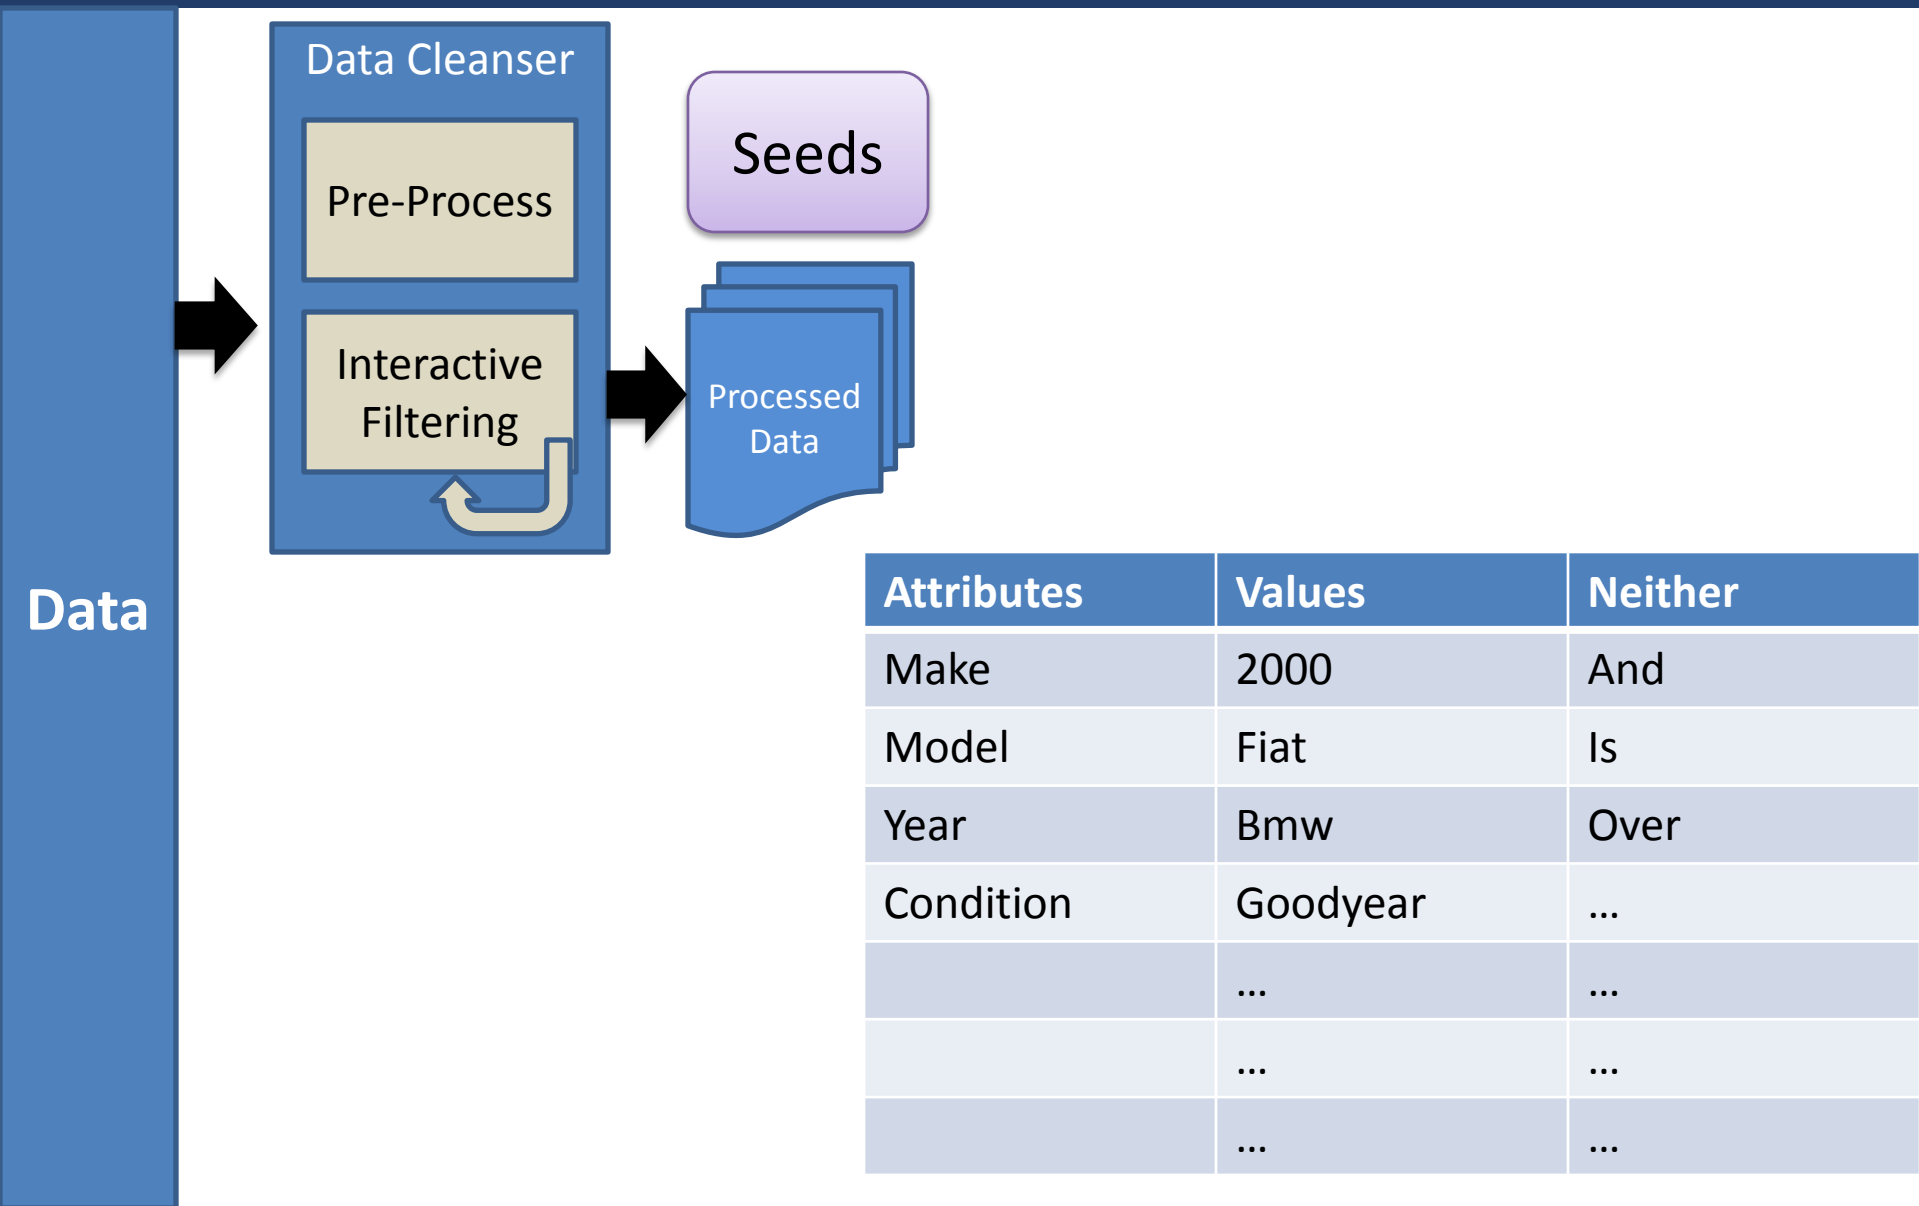 Data
Data Cleanser
Pre-Process
Interactive
Filtering
Seeds
Processed
Data
Attributes Values Neither
Make 2000 And
Model Fiat Is
Year Bmw Over
Condition Goodyear ...
... ...
... ...
... ...